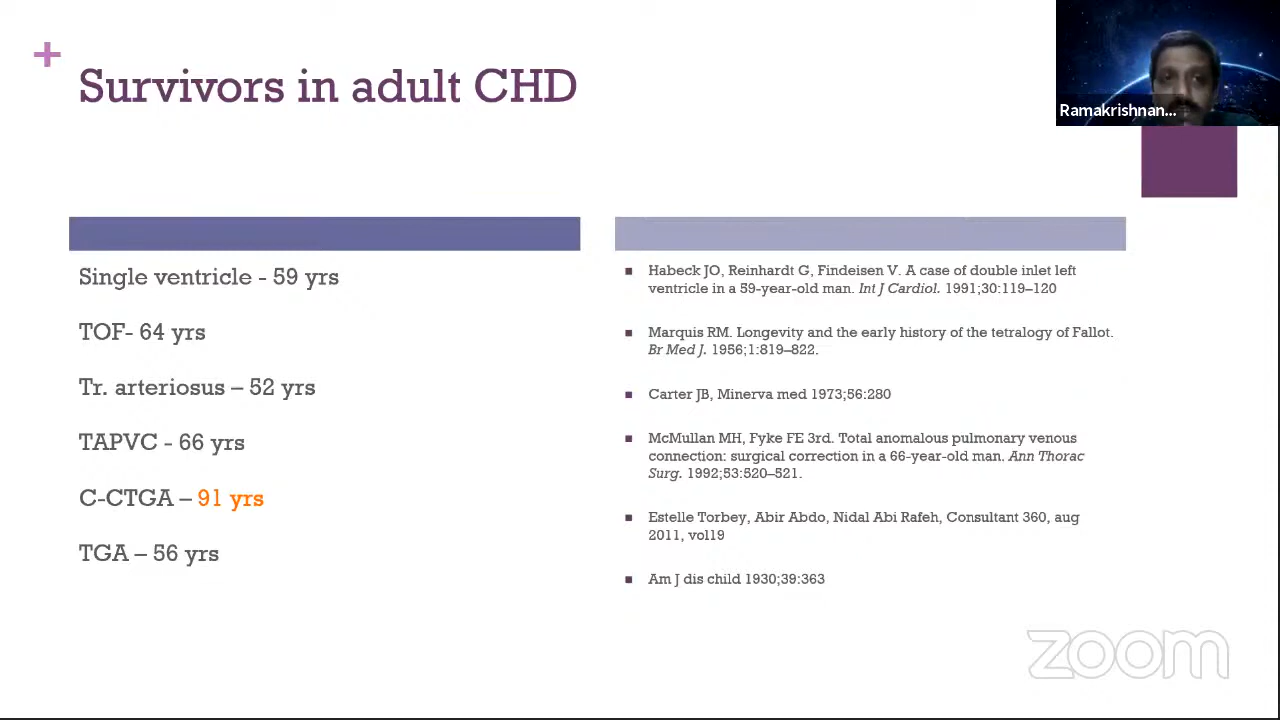 +
Survivors in adult CHD
Ramakrishnan...
Single ventricle - 59 yrs
TOF- 64 yrs
Tr. arteriosus – 52 yrs
TAPVC - 66 yrs
C-CTGA – 91 yrs
TGA – 56 yrs
Habeck JO, Reinhardt G, Findeisen V. A case of double inlet left
ventricle in a 59-year-old man. Int J Cardiol. 1991;30:119–120
Marquis RM. Longevity and the early history of the tetralogy of Fallot.
Br Med J. 1956;1:819–822.
Carter JB, Minerva med 1973;56:280
McMullan MH, Fyke FE 3rd. Total anomalous pulmonary venous
connection: surgical correction in a 66-year-old man. Ann Thorac
Surg. 1992;53:520–521.
Estelle Torbey, Abir Abdo, Nidal Abi Rafeh, Consultant 360, aug
2011, vol19
Am J dis child 1930;39:363
zoom